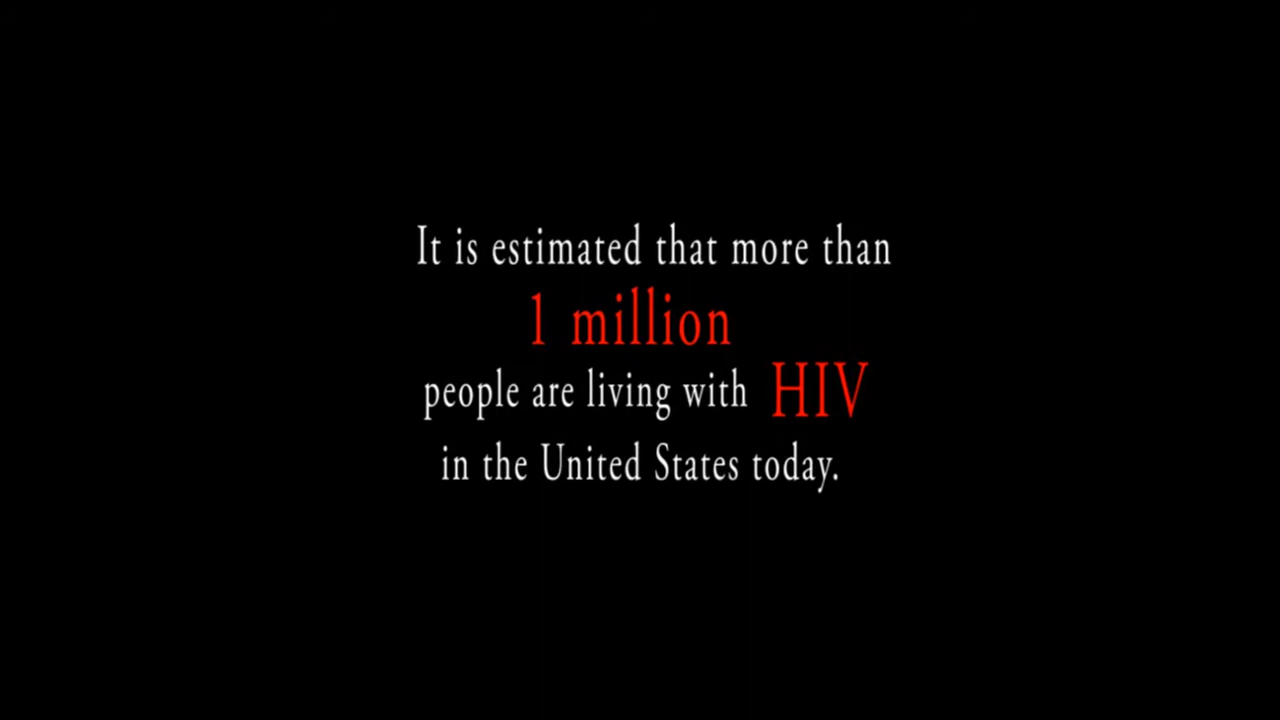 It is estimated that more than
1 million
people are living with HIV
in the United States today.